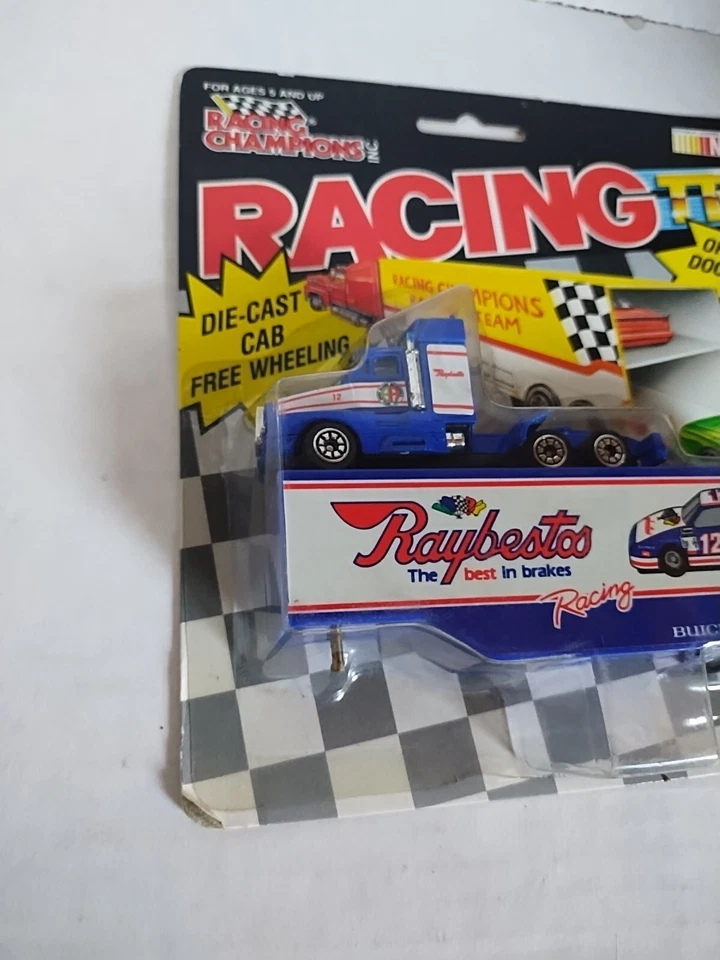 FOR AGES 5 AND UP
RACING
CHAMPIONS INC
RACING
DIE-CAST
CAB
FREE WHEELING
RACING CHAMPIONS
TEAM
Raybestos
12
Raybestos
The best in brakes
Racing
12